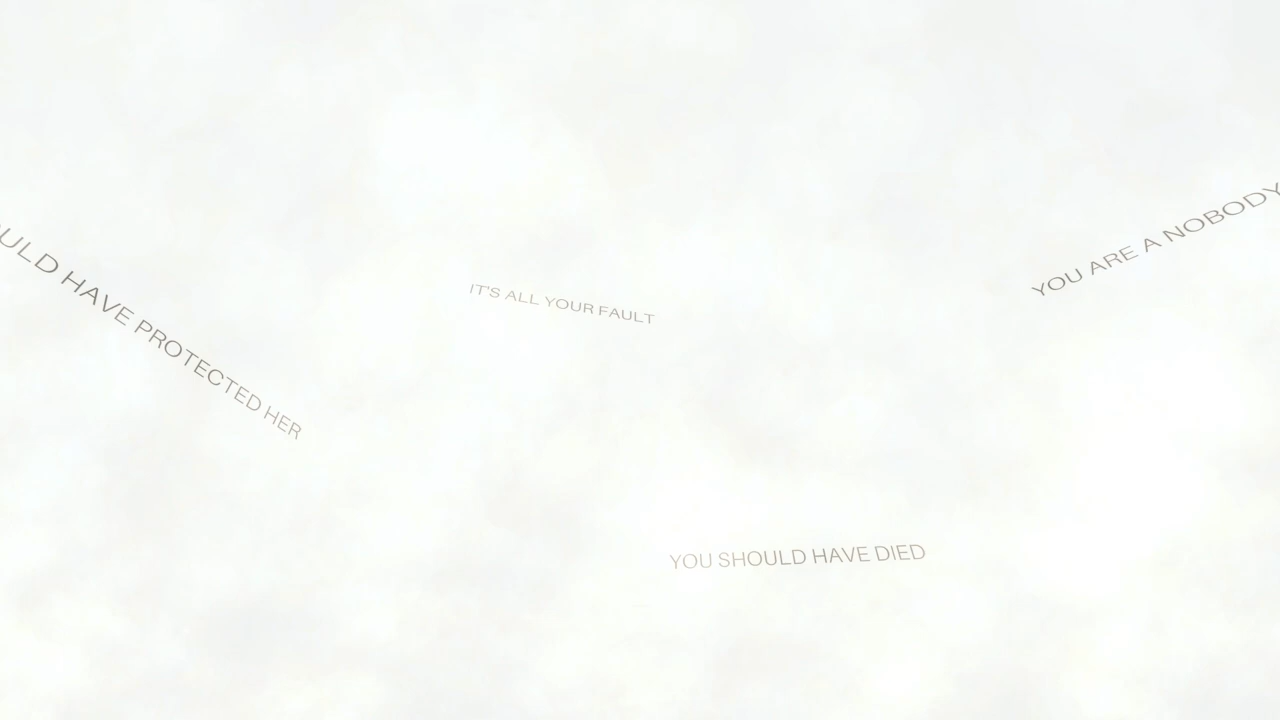 ULD HAVE PROTECTED HER
IT'S ALL YOUR FAULT
YOU ARE A NOBODY
YOU SHOULD HAVE DIED